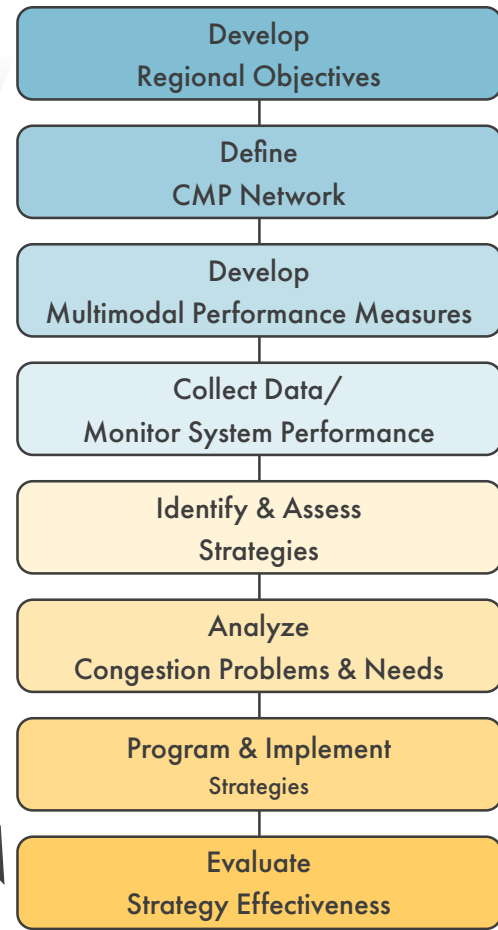 Develop
Regional Objectives
Define
CMP Network
Develop
Multimodal Performance Measures
Collect Data/
Monitor System Performance
Identify & Assess
Strategies
Analyze
Congestion Problems & Needs
Program & Implement
Strategies
Evaluate
Strategy Effectiveness